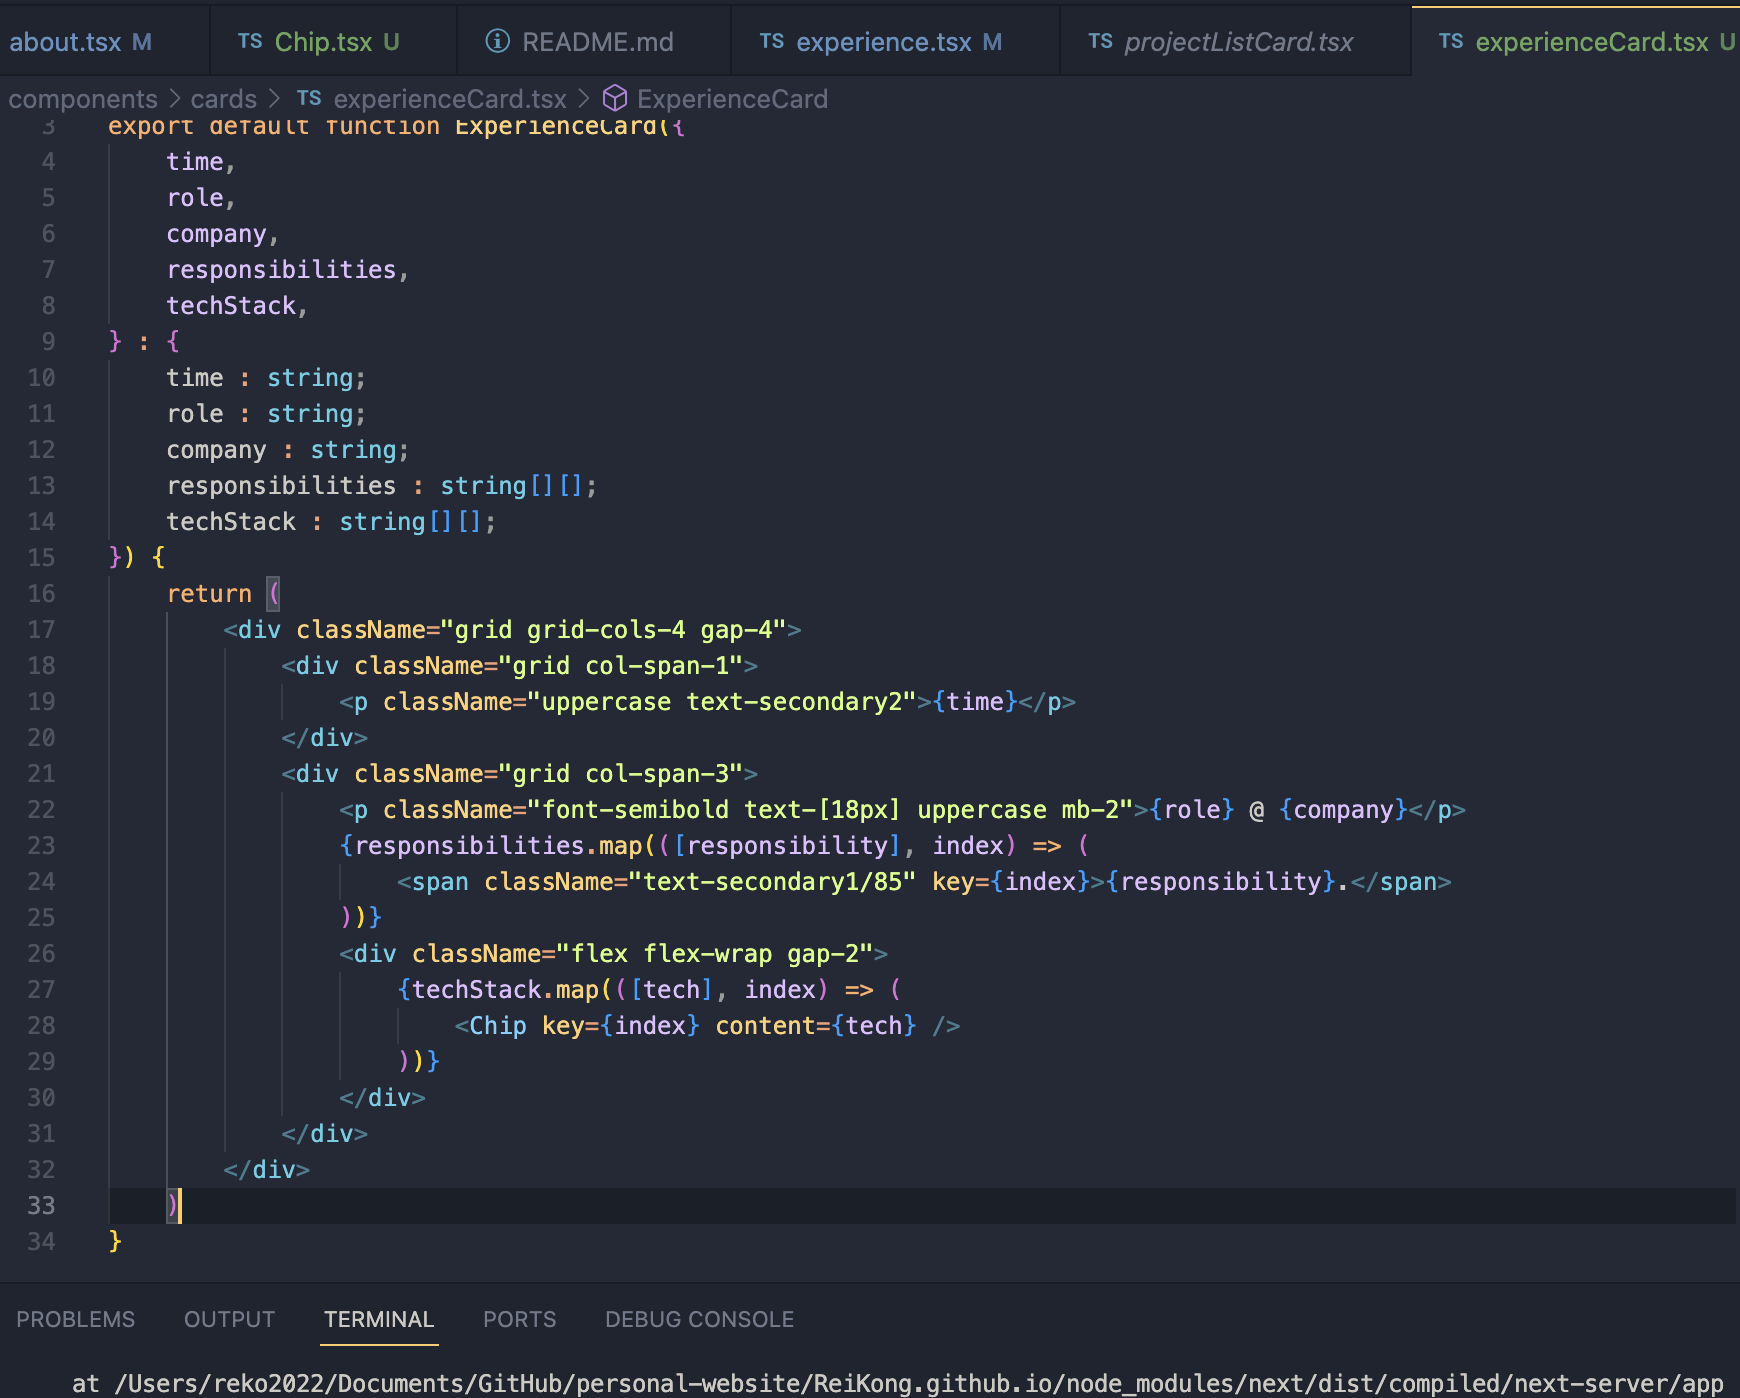 about.tsx M TS Chip.tsx U README.md TS experience.tsx M TS projectListCard.tsx TS experienceCard.tsx U
components > cards > TS experienceCard.tsx > ExperienceCard
3 export default function ExperienceCard({
4 time,
5 role,
6 company,
7 responsibilities,
8 techStack,
9 } : {
10 time : string;
11 role : string;
12 company : string;
13 responsibilities : string[][];
14 techStack : string[][];
15 }) {
16 return (
17 <div className="grid grid-cols-4 gap-4">
18 <div className="grid col-span-1">
19 <p className="uppercase text-secondary2">{time}</p>
20 </div>
21 <div className="grid col-span-3">
22 <p className="font-semibold text-[18px] uppercase mb-2">{role} @ {company}</p>
23 {responsibilities.map(([responsibility], index) => (
24 <span className="text-secondary1/85" key={index}>{responsibility}.</span>
25 ))}
26 <div className="flex flex-wrap gap-2">
27 {techStack.map(([tech], index) => (
28 <Chip key={index} content={tech} />
29 ))}
30 </div>
31 </div>
32 </div>
33 )
34 }
PROBLEMS OUTPUT TERMINAL PORTS DEBUG CONSOLE
at /Users/reko2022/Documents/GitHub/personal-website/ReiKong.github.io/node_modules/next/dist/compiled/next-server/app